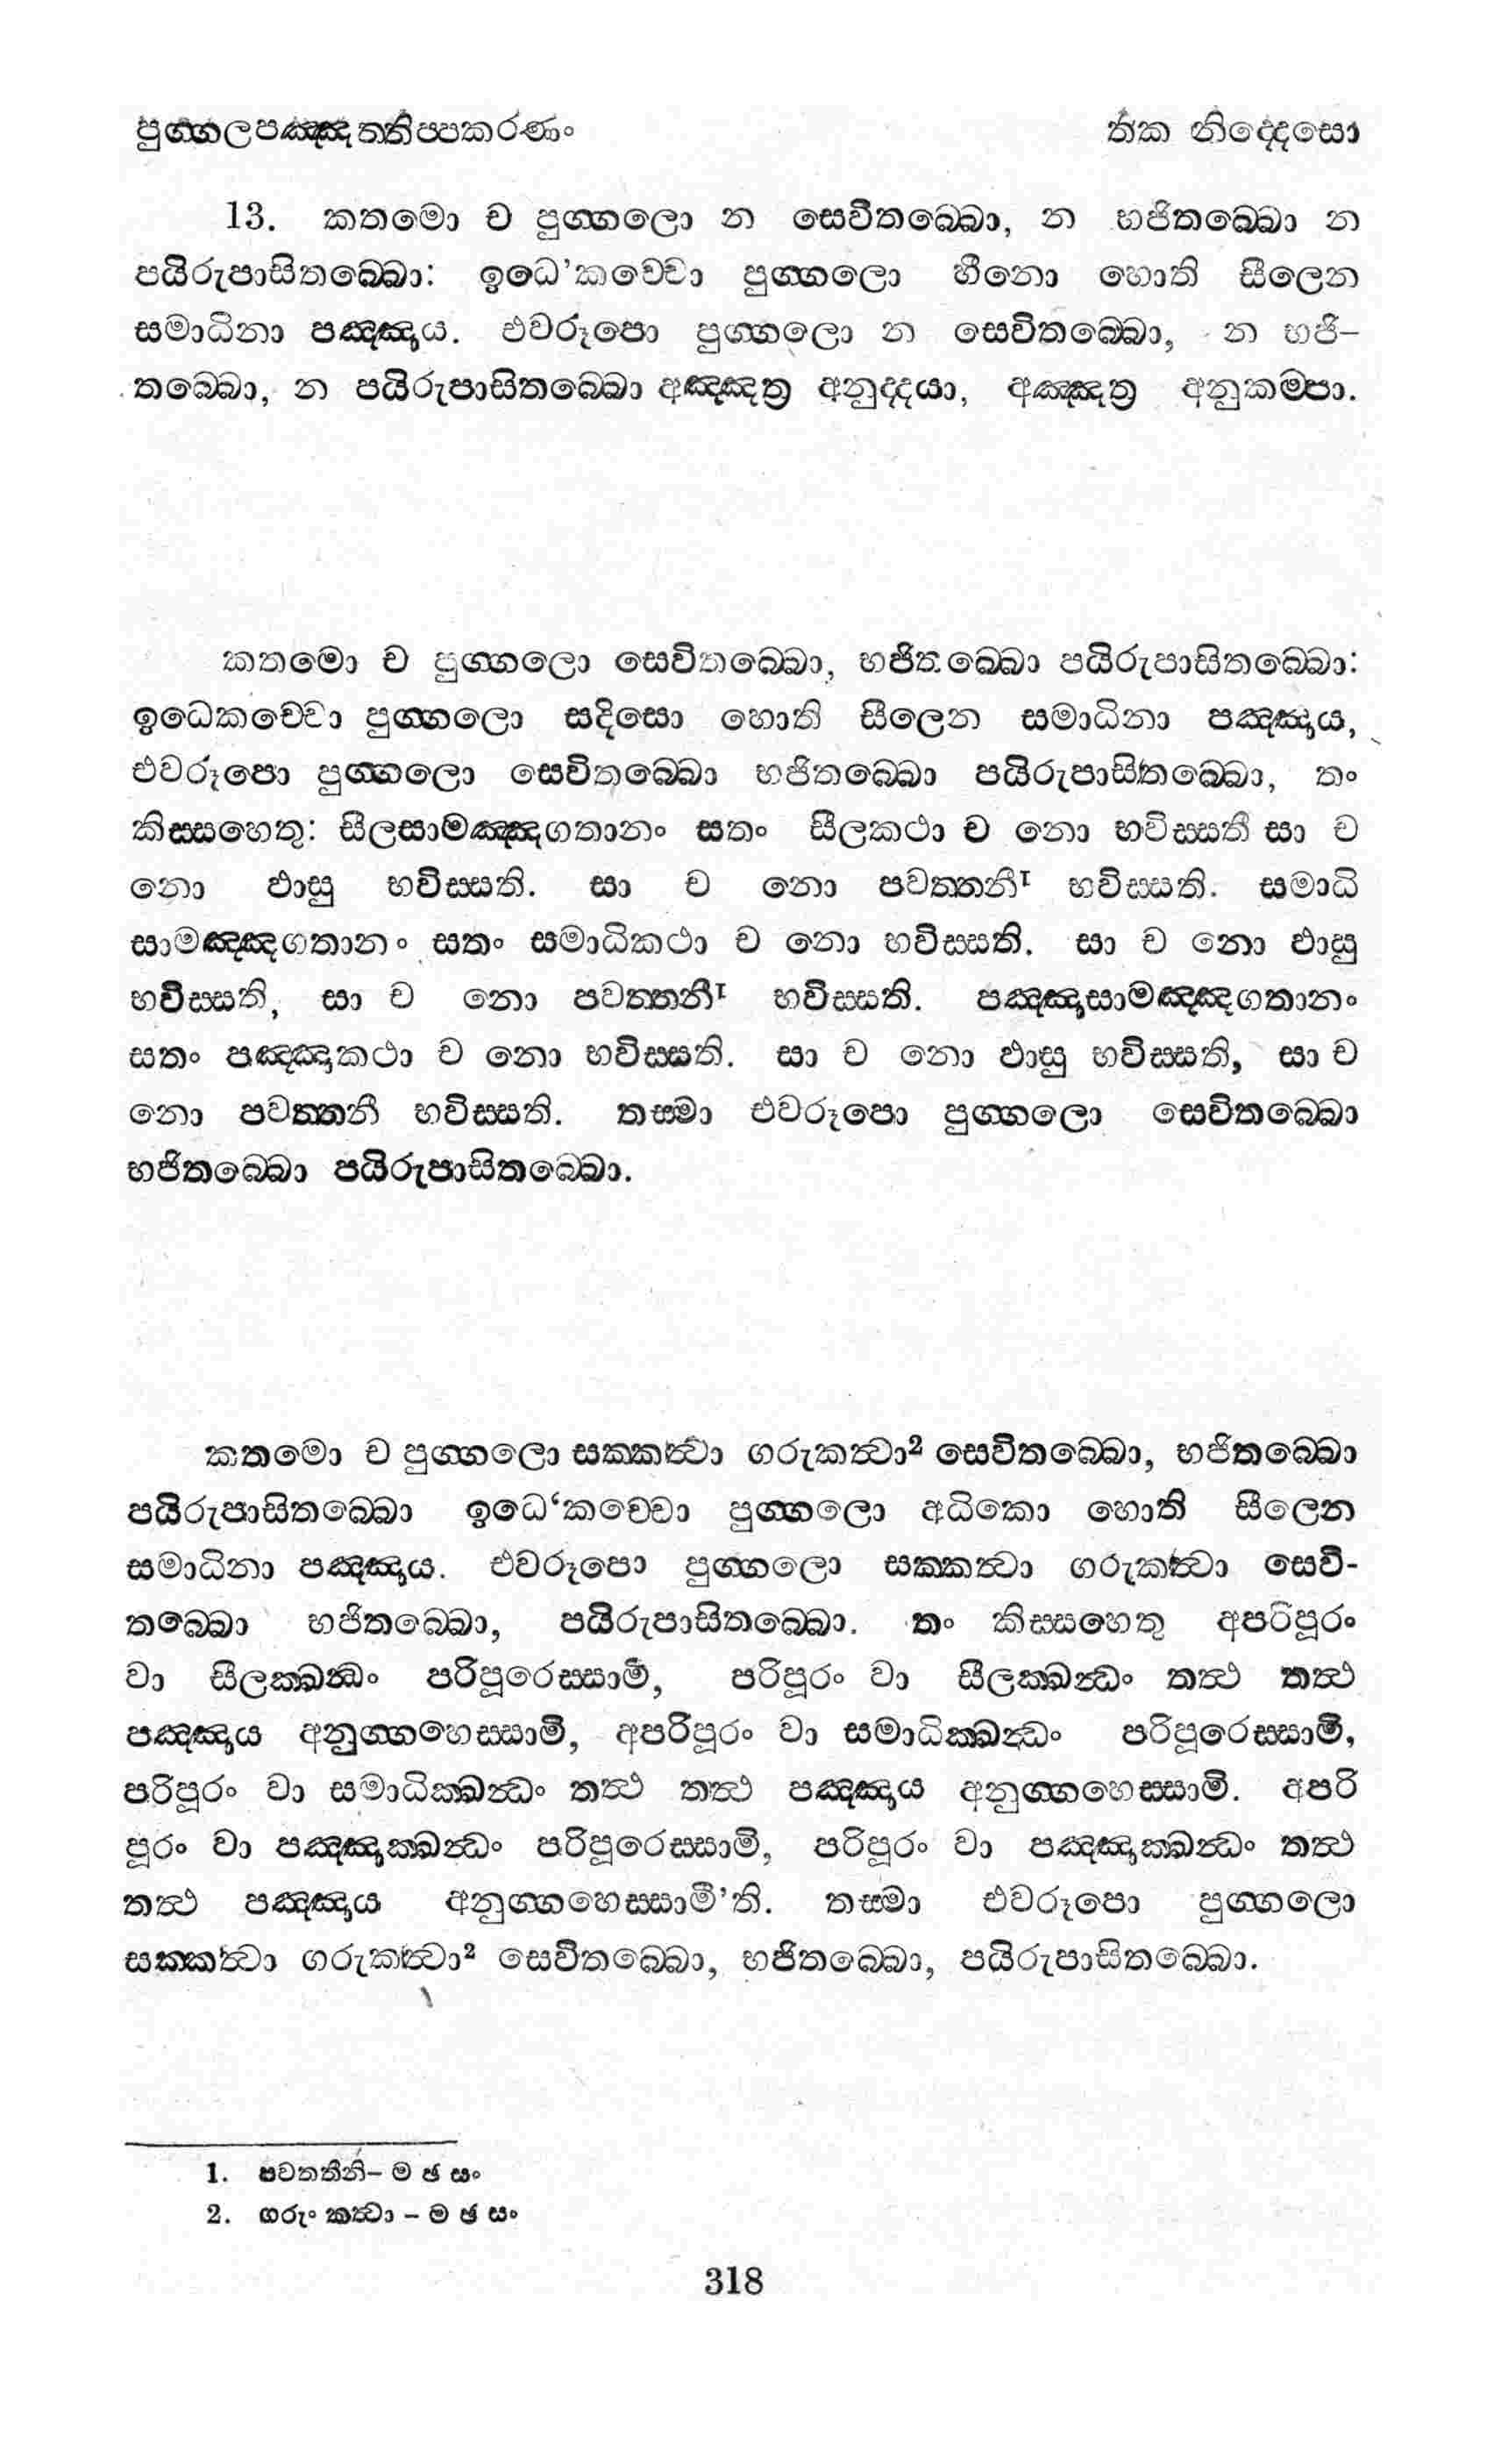 පුග්ගලපඤ්ඤත්තිප්පකරණං තික නිද්දෙසො
13. කතමො ච පුග්ගලො න සෙවිතබ්බො, න භජිතබ්බො න
පයිරුපාසිතබ්බො: ඉධෙ'කච්චො පුග්ගලො හීනො හොති සීලෙන
සමාධිනා පඤ්ඤාය. එවරූපො පුග්ගලො න සෙවිතබ්බො, න භජි-
තබ්බො, න පයිරුපාසිතබ්බො අඤ්ඤත්‍ර අනුද්දයා, අඤ්ඤත්‍ර අනුකම්පා.
කතමො ච පුග්ගලො සෙවිතබ්බො, භජිතබ්බො පයිරුපාසිතබ්බො:
ඉධෙකච්චො පුග්ගලො සදිසො හොති සීලෙන සමාධිනා පඤ්ඤාය,
එවරූපො පුග්ගලො සෙවිතබ්බො භජිතබ්බො පයිරුපාසිතබ්බො, තං
කිස්සහෙතු: සීලසාමඤ්ඤගතානං සතං සීලකථා ච නො භවිස්සති සා ච
නො ඵාසු භවිස්සති. සා ච නො පවත්තනී1 භවිස්සති. සමාධි
සාමඤ්ඤගතානං සතං සමාධිකථා ච නො භවිස්සති. සා ච නො ඵාසු
භවිස්සති, සා ච නො පවත්තනී1 භවිස්සති. පඤ්ඤාසාමඤ්ඤගතානං
සතං පඤ්ඤාකථා ච නො භවිස්සති. සා ච නො ඵාසු භවිස්සති, සා ච
නො පවත්තනී භවිස්සති. තස්මා එවරූපො පුග්ගලො සෙවිතබ්බො
භජිතබ්බො පයිරුපාසිතබ්බො.
කතමො ච පුග්ගලො සක්කත්වා ගරුකත්වා2 සෙවිතබ්බො, භජිතබ්බො
පයිරුපාසිතබ්බො ඉධෙ‘කච්චො පුග්ගලො අධිකො හොති සීලෙන
සමාධිනා පඤ්ඤාය. එවරූපො පුග්ගලො සක්කත්වා ගරුකත්වා සෙවි-
තබ්බො භජිතබ්බො, පයිරුපාසිතබ්බො. තං කිස්සහෙතු අපරිපූරං
වා සීලක්ඛන්ධං පරිපූරෙස්සාමී, පරිපූරං වා සීලක්ඛන්ධං තත්ථ තත්ථ
පඤ්ඤාය අනුග්ගහෙස්සාමී, අපරිපූරං වා සමාධික්ඛන්ධං පරිපූරෙස්සාමී,
පරිපූරං වා සමාධික්ඛන්ධං තත්ථ තත්ථ පඤ්ඤාය අනුග්ගහෙස්සාමි. අපරි
පූරං වා පඤ්ඤාක්ඛන්ධං පරිපූරෙස්සාමි, පරිපූරං වා පඤ්ඤාක්ඛන්ධං තත්ථ
තත්ථ පඤ්ඤාය අනුග්ගහෙස්සාමී’ති. තස්මා එවරූපො පුග්ගලො
සක්කත්වා ගරුකත්වා2 සෙවිතබ්බො, භජිතබ්බො, පයිරුපාසිතබ්බො.
1. පවතතීනි– ම ඡ සං
2. ගරුං කත්වා – ම ඡ සං
318